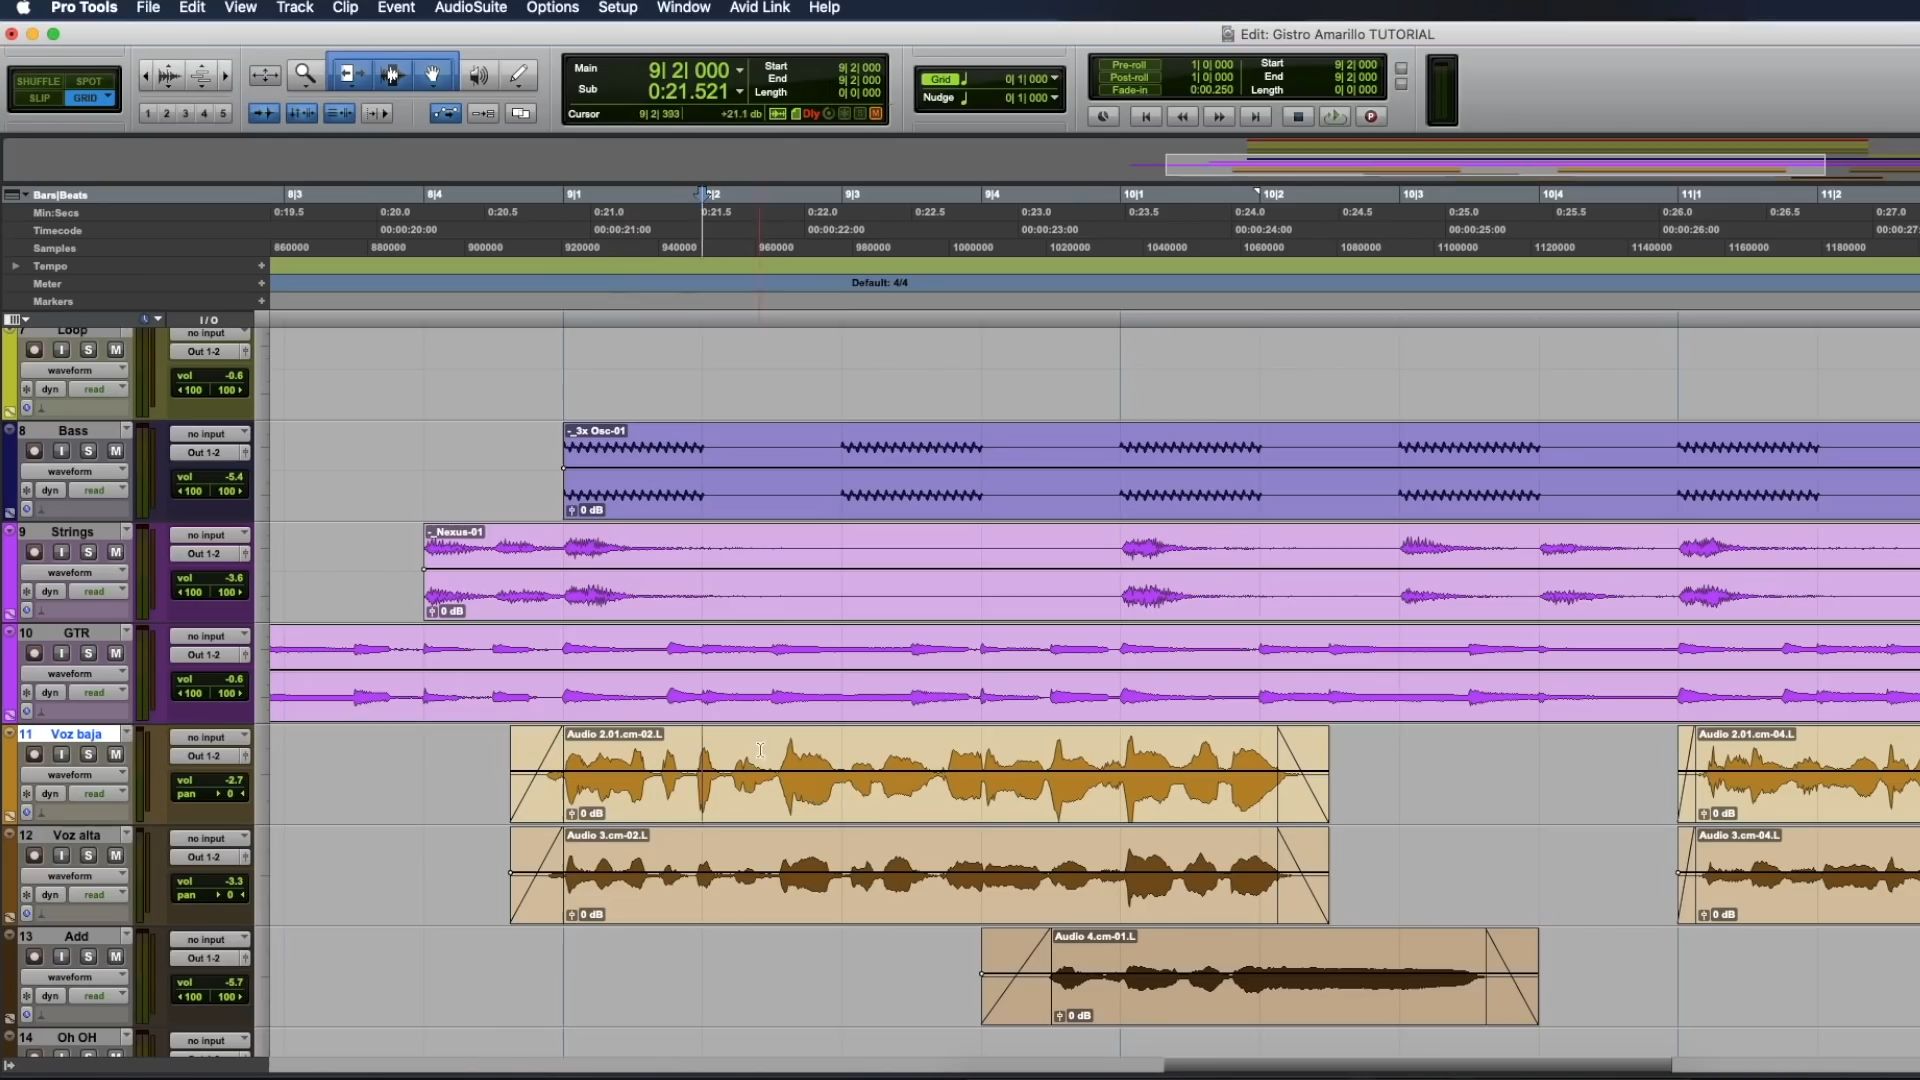 Pro Tools File Edit View Track Clip Event AudioSuite Options Setup Window Avid Link Help
Edit: Gistro Amarillo TUTORIAL
SHUFFLE SPOT
SLIP GRID
1 2 3 4 5
Main 9| 2| 000
Sub 0:21.521
Start 9| 2| 000
End 9| 2| 000
Length 0| 0| 000
Cursor 9| 2| 393 +21.1 db Dly S M
Grid 0| 1| 000
Nudge 0| 1| 000
Pre-roll 1| 0| 000
Post-roll 1| 0| 000
Fade-in 0:00.250
Start 9| 2| 000
End 9| 2| 000
Length 0| 0| 000
P
Bars|Beats 8|3 8|4 9|1 9|2 9|3 9|4 10|1 10|2 10|3 10|4 11|1 11|2
Min:Secs 0:19.5 0:20.0 0:20.5 0:21.0 0:21.5 0:22.0 0:22.5 0:23.0 0:23.5 0:24.0 0:24.5 0:25.0 0:25.5 0:26.0 0:26.5 0:27.0
Timecode 00:00:20:00 00:00:21:00 00:00:22:00 00:00:23:00 00:00:24:00 00:00:25:00 00:00:26:00 00:00:27
Samples 860000 880000 900000 920000 940000 960000 980000 1000000 1020000 1040000 1060000 1080000 1100000 1120000 1140000 1160000 1180000
Tempo +
Meter + Default: 4/4
Markers +
I / O
7 Loop no input
I S M Out 1-2
waveform vol -0.6
dyn read 100 100
8 Bass no input -_3x Osc-01
I S M Out 1-2
waveform vol -5.4
dyn read 100 100
0 dB
9 Strings no input -_Nexus-01
I S M Out 1-2
waveform vol -3.6
dyn read 100 100
0 dB
10 GTR no input
I S M Out 1-2
waveform vol -0.6
dyn read 100 100
11 Voz baja no input Audio 2.01.cm-02.L Audio 2.01.cm-04.L
I S M Out 1-2
waveform vol -2.7
dyn read pan 0
0 dB 0 dB
12 Voz alta no input Audio 3.cm-02.L Audio 3.cm-04.L
I S M Out 1-2
waveform vol -3.3
dyn read pan 0
0 dB 0 dB
13 Add no input Audio 4.cm-01.L
I S M Out 1-2
waveform vol -5.7
dyn read 100 100
0 dB
14 Oh OH no input